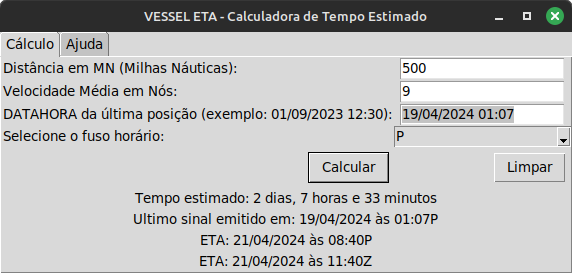 VESSEL ETA - Calculadora de Tempo Estimado
Cálculo Ajuda
Distância em MN (Milhas Náuticas): 500
Velocidade Média em Nós: 9
DATAHORA da última posição (exemplo: 01/09/2023 12:30): 19/04/2024 01:07
Selecione o fuso horário: P
Calcular Limpar
Tempo estimado: 2 dias, 7 horas e 33 minutos
Ultimo sinal emitido em: 19/04/2024 às 01:07P
ETA: 21/04/2024 às 08:40P
ETA: 21/04/2024 às 11:40Z